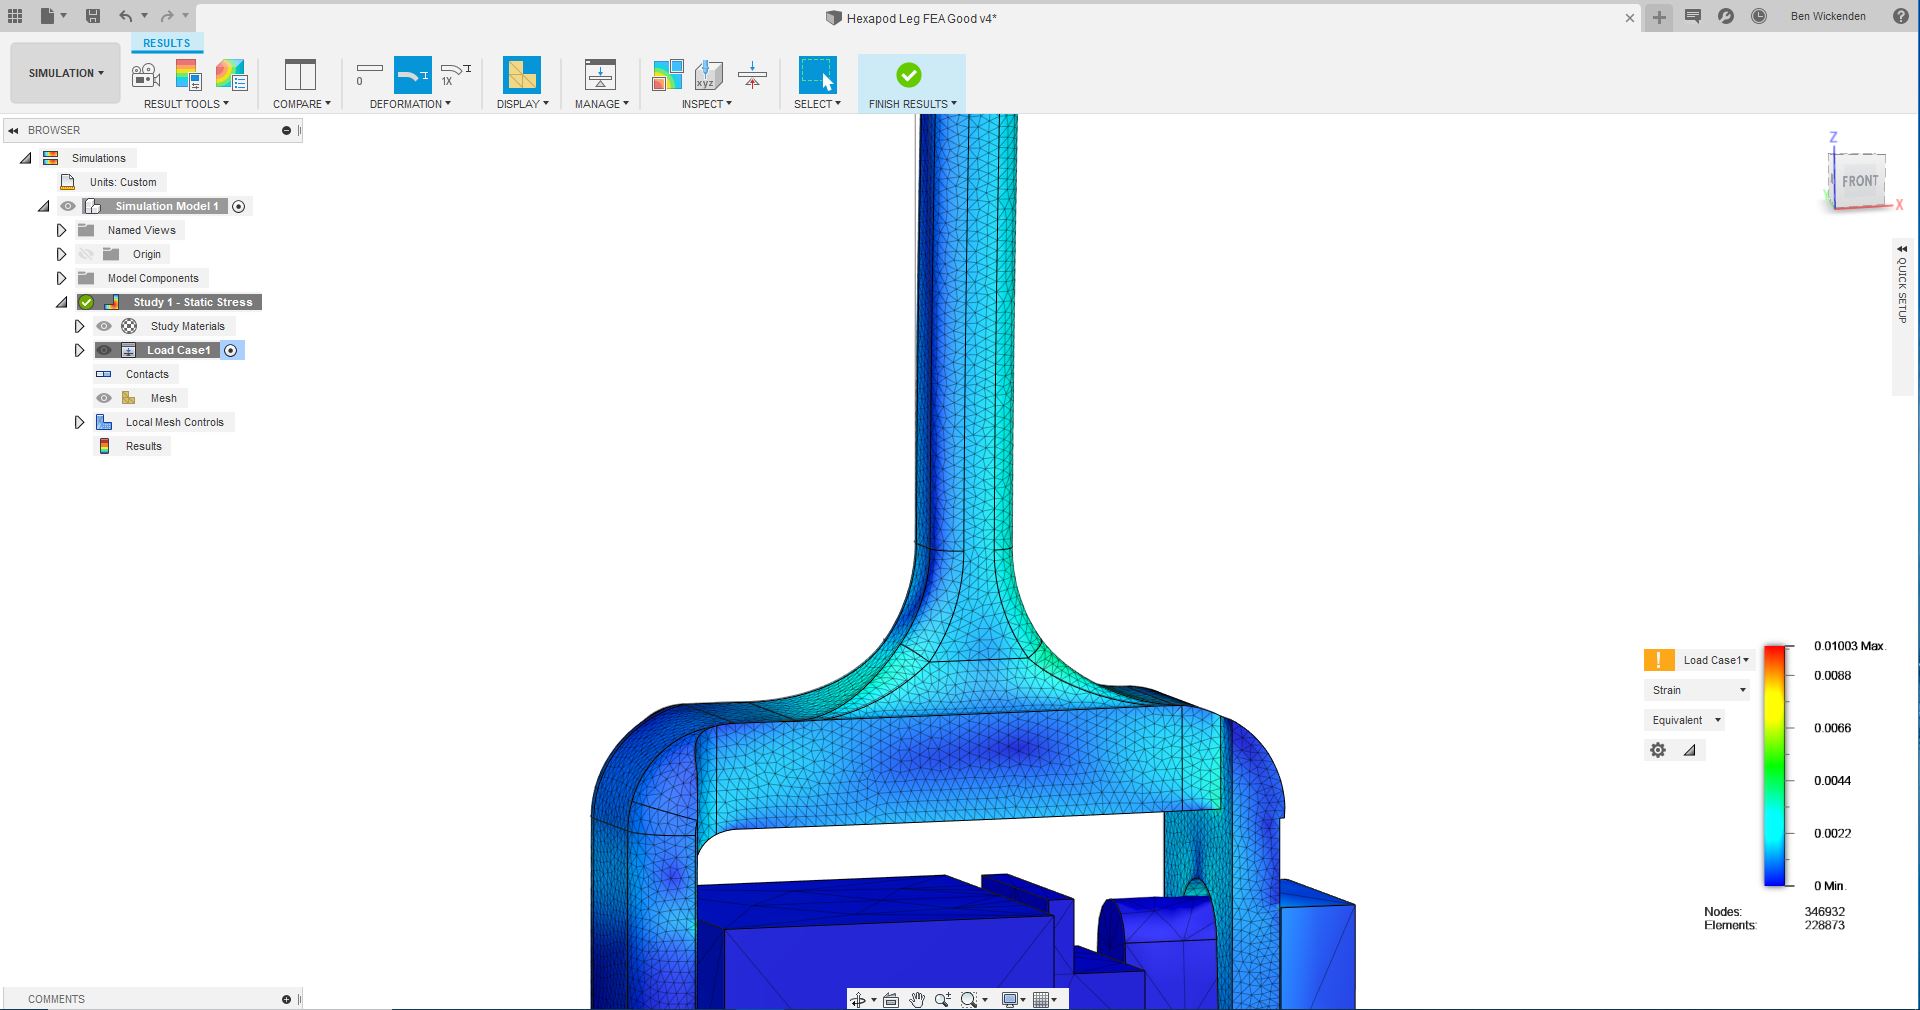 Hexapod Leg FEA Good v4*
Ben Wickenden
RESULTS
SIMULATION
0
1X
xyz
RESULT TOOLS
COMPARE
DEFORMATION
DISPLAY
MANAGE
INSPECT
SELECT
FINISH RESULTS
BROWSER
Simulations
Units: Custom
Simulation Model 1
Named Views
Origin
Model Components
Study 1 - Static Stress
Study Materials
Load Case1
Contacts
Mesh
Local Mesh Controls
Results
Z
FRONT
X
QUICK SETUP
Load Case1
Strain
Equivalent
0.01003 Max.
0.0088
0.0066
0.0044
0.0022
0 Min.
Nodes: 346932
Elements: 228873
COMMENTS